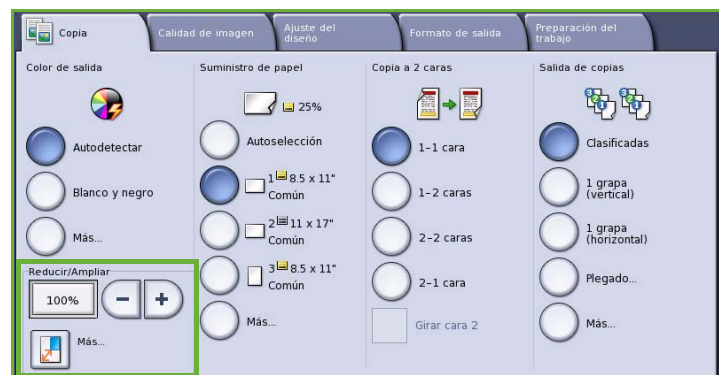 Copia
Calidad de imagen
Ajuste del
diseño
Formato de salida
Preparación del
trabajo
Color de salida
Autodetectar
Blanco y negro
Más...
Reducir/Ampliar
100%
- +
Más...
Suministro de papel
25%
Autoselección
1 8.5 x 11"
Común
2 11 x 17"
Común
3 8.5 x 11"
Común
Más...
Copia a 2 caras
1-1 cara
1-2 caras
2-2 caras
2-1 cara
Girar cara 2
Salida de copias
Clasificadas
1 grapa
(vertical)
1 grapa
(horizontal)
Plegado...
Más...